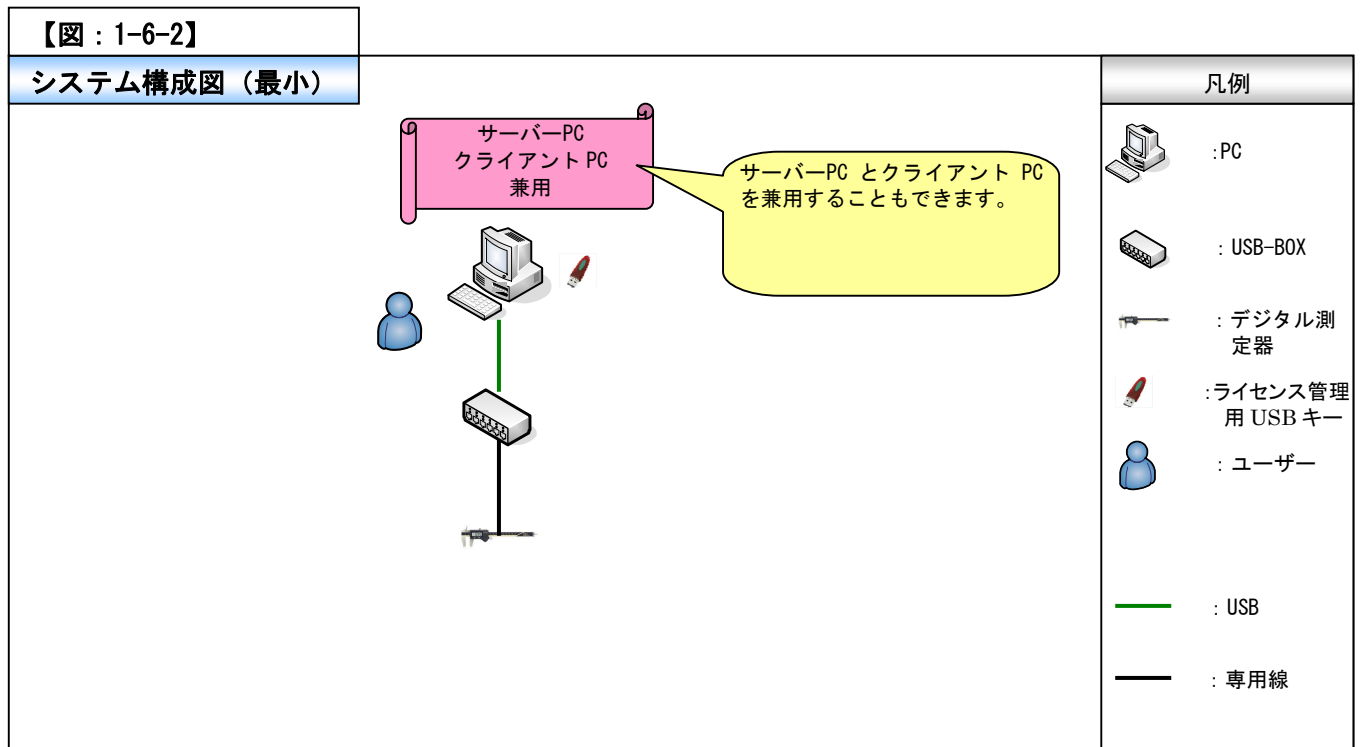 【図：1-6-2】
システム構成図（最小）
サーバーPC
クライアント PC
兼用
サーバーPC とクライアント PC
を兼用することもできます。
凡例
:PC
: USB-BOX
: デジタル測
定器
:ライセンス管理
用 USB キー
: ユーザー
: USB
: 専用線